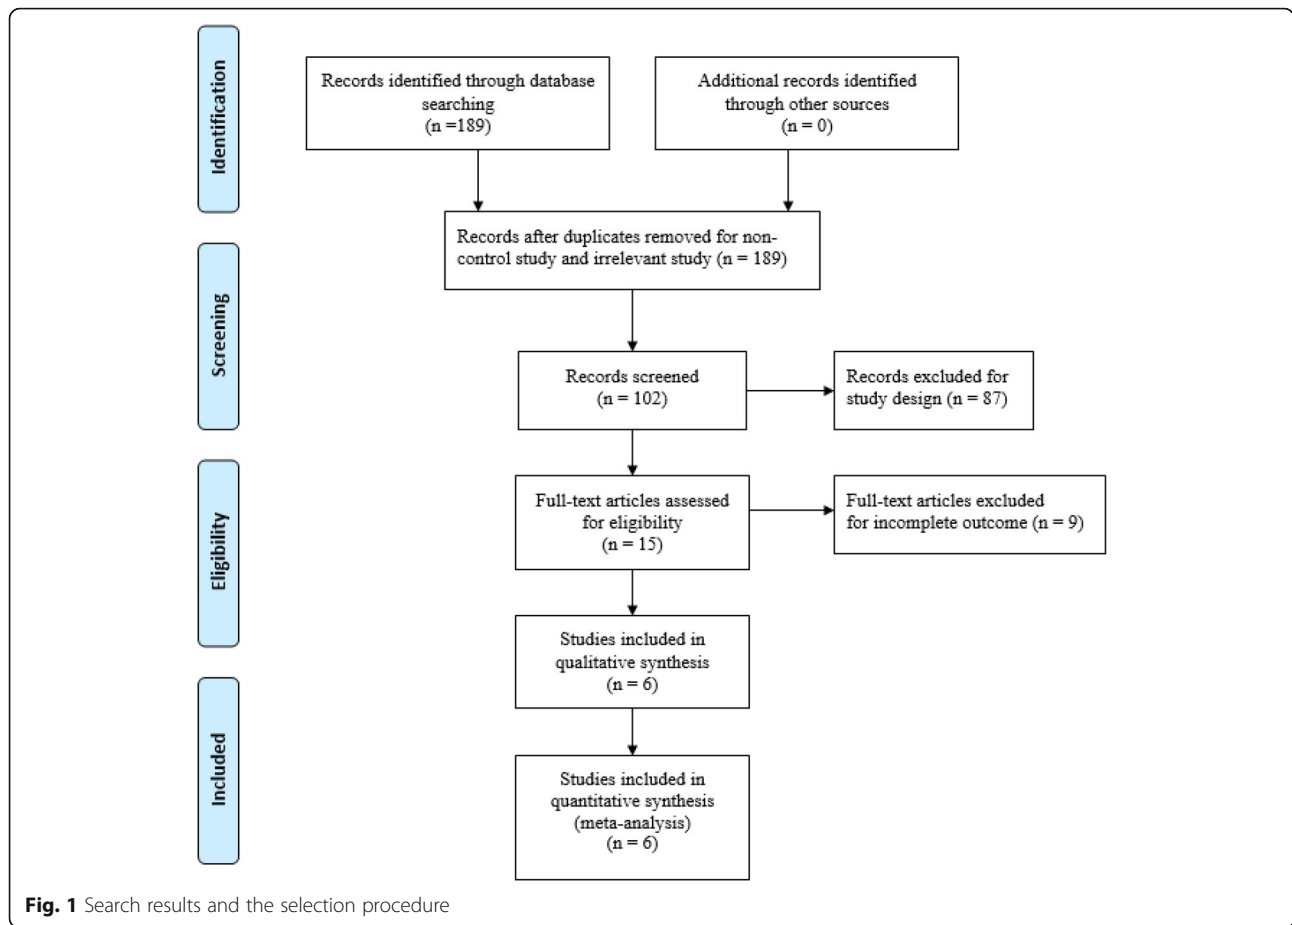 Identification
Records identified through database
searching
(n =189)
Additional records identified
through other sources
(n = 0)
Records after duplicates removed for non-
control study and irrelevant study (n = 189)
Screening
Records screened
(n = 102)
Records excluded for
study design (n = 87)
Eligibility
Full-text articles assessed
for eligibility
(n = 15)
Full-text articles excluded
for incomplete outcome (n = 9)
Studies included in
qualitative synthesis
(n = 6)
Included
Studies included in
quantitative synthesis
(meta-analysis)
(n = 6)
Fig. 1 Search results and the selection procedure